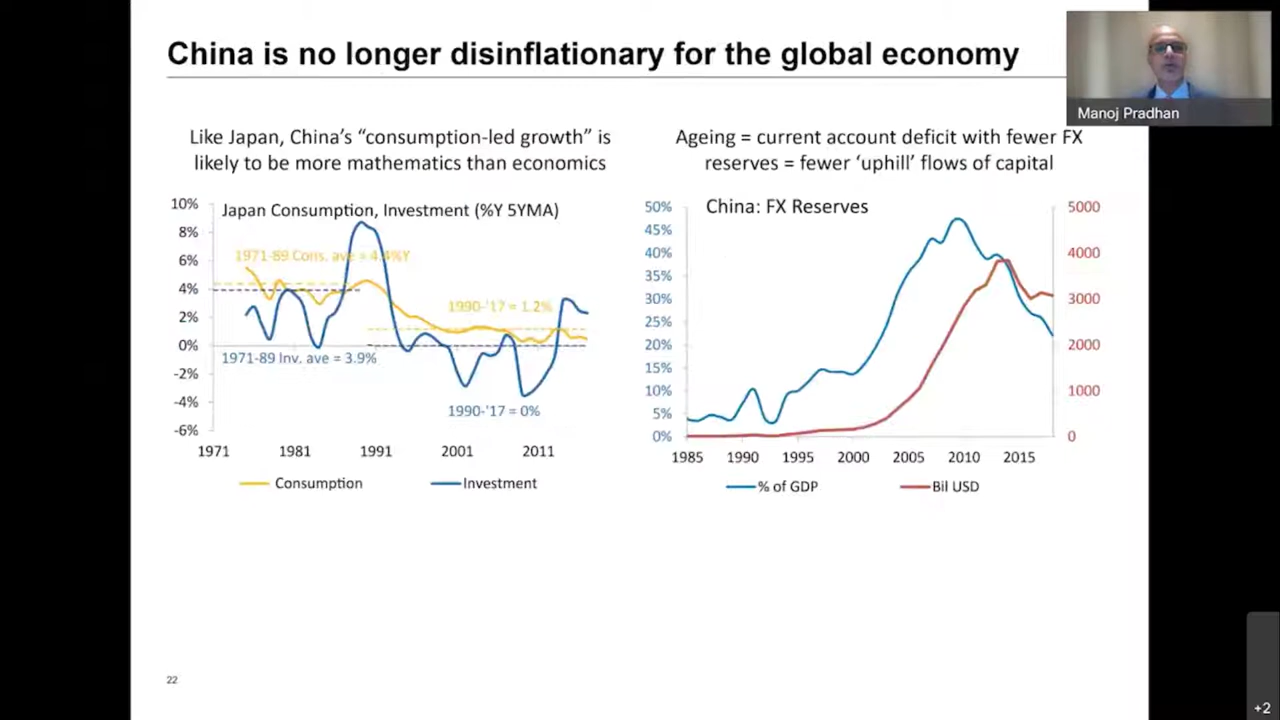 China is no longer disinflationary for the global economy
Manoj Pradhan
Like Japan, China's “consumption-led growth” is
likely to be more mathematics than economics
Japan Consumption, Investment (%Y 5YMA)
10%
8%
6%
4%
2%
0%
-2%
-4%
-6%
1971-89 Cons. ave = 4.4%Y
1990-'17 = 1.2%
1971-89 Inv. ave = 3.9%
1990-'17 = 0%
1971 1981 1991 2001 2011
Consumption Investment
Ageing = current account deficit with fewer FX
reserves = fewer ‘uphill’ flows of capital
China: FX Reserves
50%
45%
40%
35%
30%
25%
20%
15%
10%
5%
0%
5000
4000
3000
2000
1000
0
1985 1990 1995 2000 2005 2010 2015
% of GDP Bil USD
22
+2